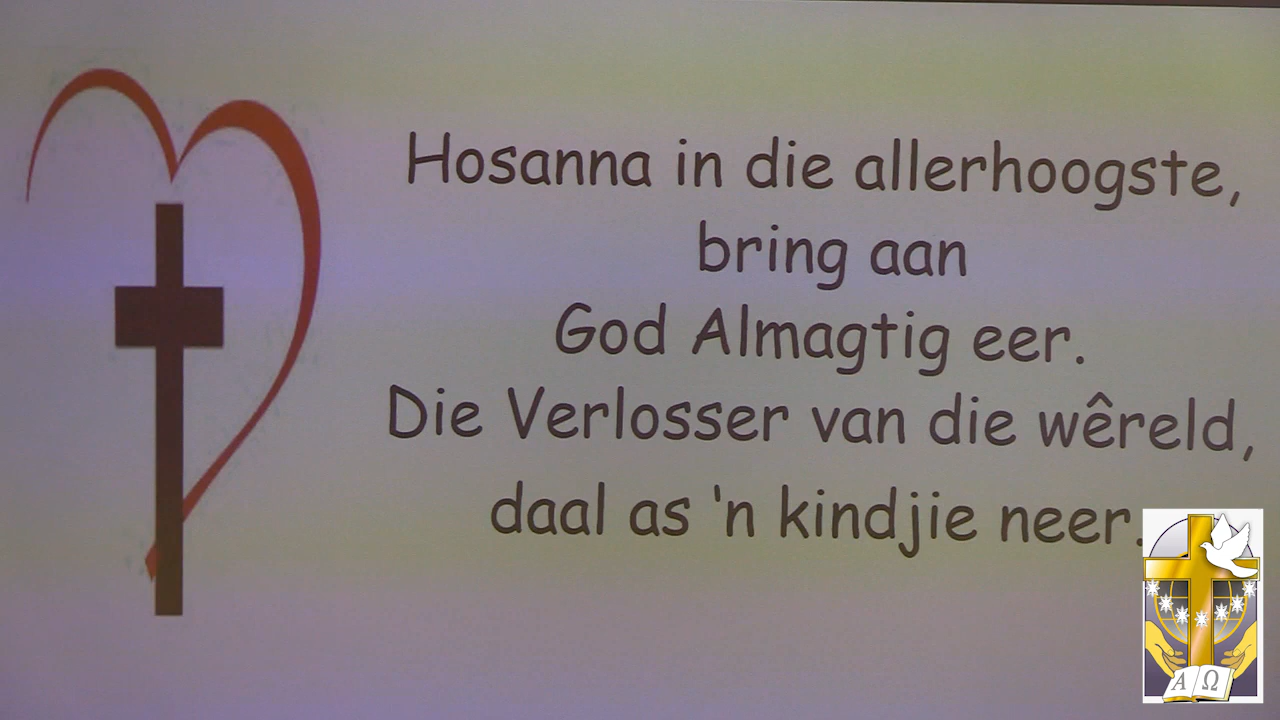 Hosanna in die allerhoogste,
bring aan
God Almagtig eer.
Die Verlosser van die wêreld,
daal as 'n kindjie neer.
Α Ω